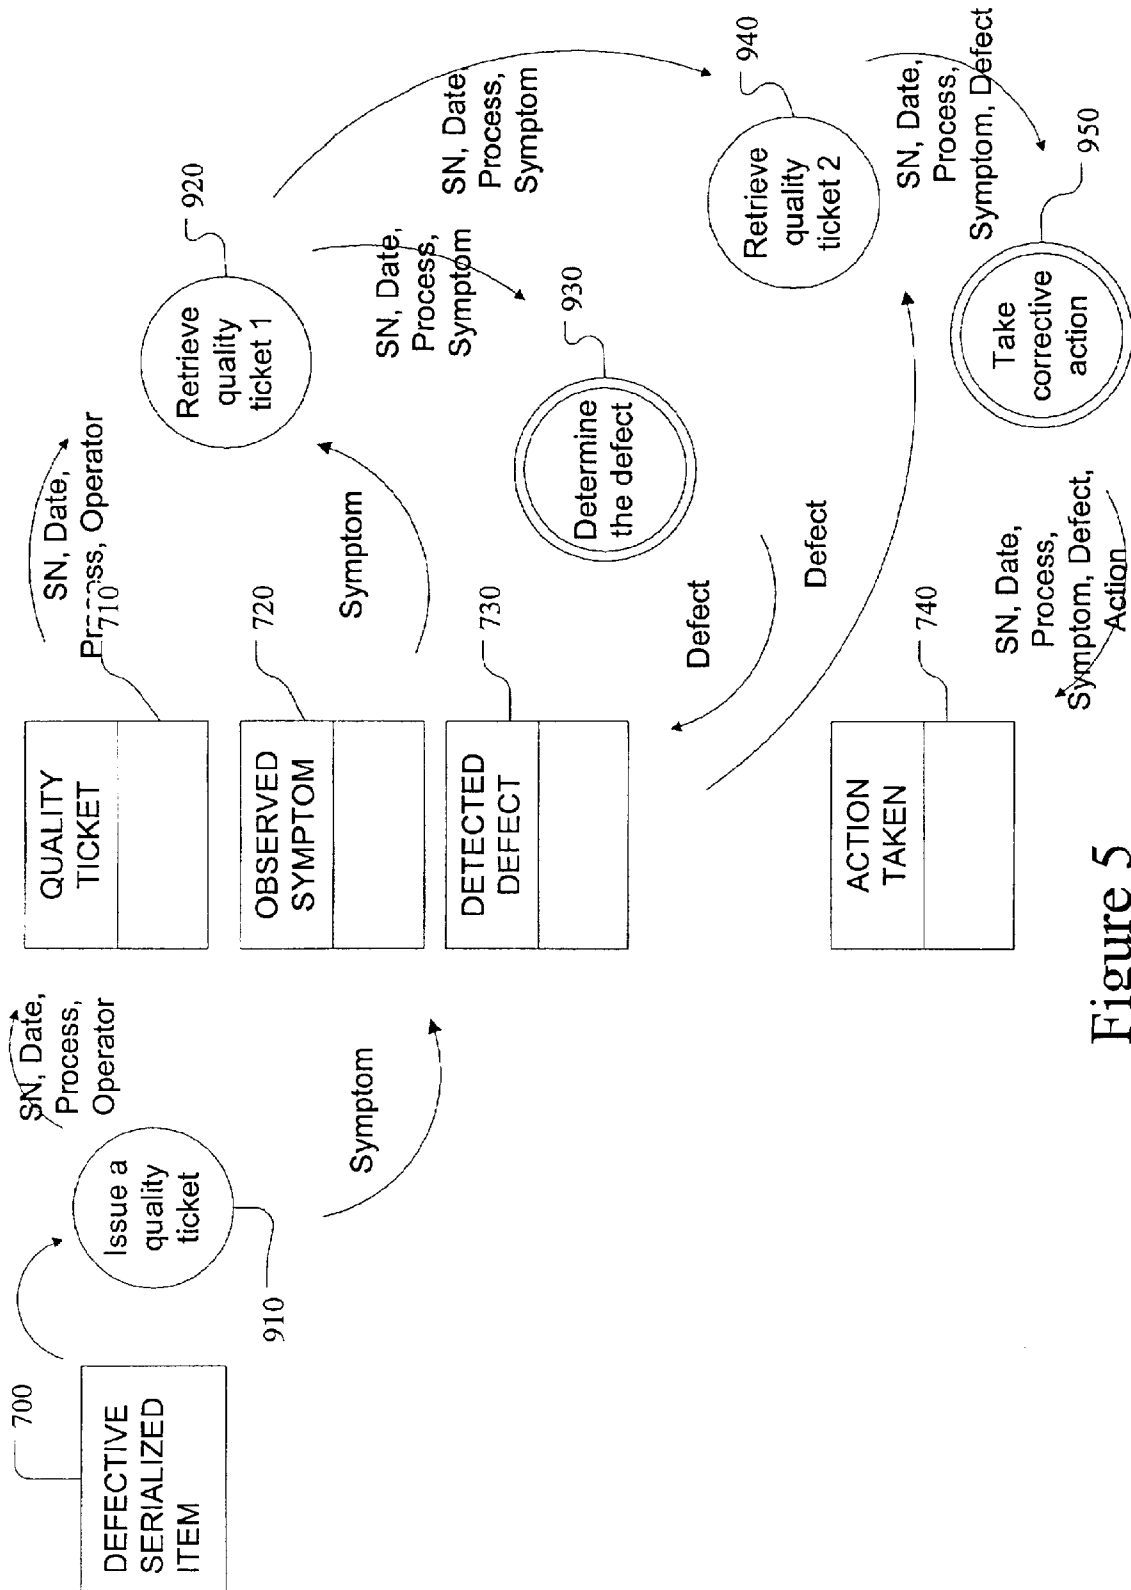 700
DEFECTIVE
SERIALIZED
ITEM
Issue a
quality
ticket
910
SN, Date,
Process,
Operator
Symptom
QUALITY
TICKET
710
OBSERVED
SYMPTOM
720
DETECTED
DEFECT
730
ACTION
TAKEN
740
SN, Date,
Process, Operator
Symptom
Retrieve
quality
ticket 1
920
SN, Date,
Process,
Symptom
SN, Date,
Process,
Symptom
Determine
the defect
930
Defect
Defect
Retrieve
quality
ticket 2
940
SN, Date,
Process,
Symptom, Defect
Take
corrective
action
950
SN, Date,
Process,
Symptom, Defect,
Action
Figure 5